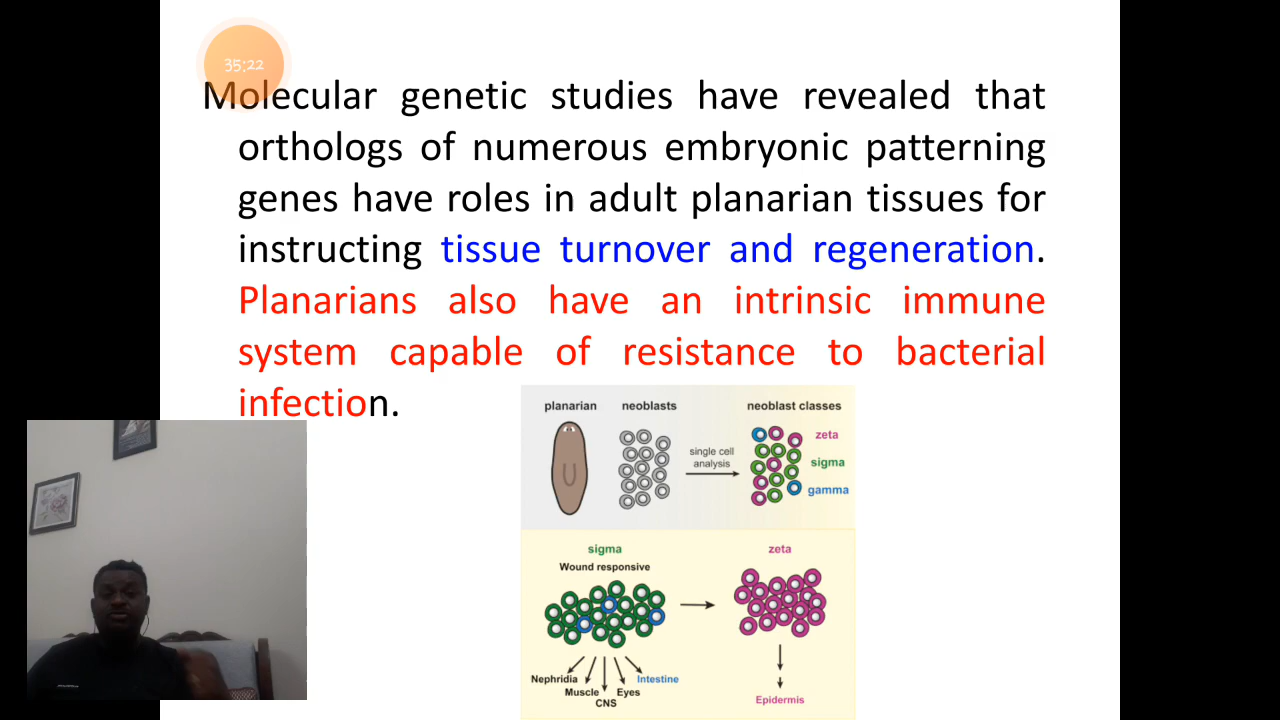 35:22
Molecular genetic studies have revealed that
orthologs of numerous embryonic patterning
genes have roles in adult planarian tissues for
instructing tissue turnover and regeneration.
Planarians also have an intrinsic immune
system capable of resistance to bacterial
infection.
planarian neoblasts neoblast classes
zeta
single cell
analysis
sigma
gamma
sigma zeta
Wound responsive
Nephridia Intestine
Muscle Eyes
CNS
Epidermis